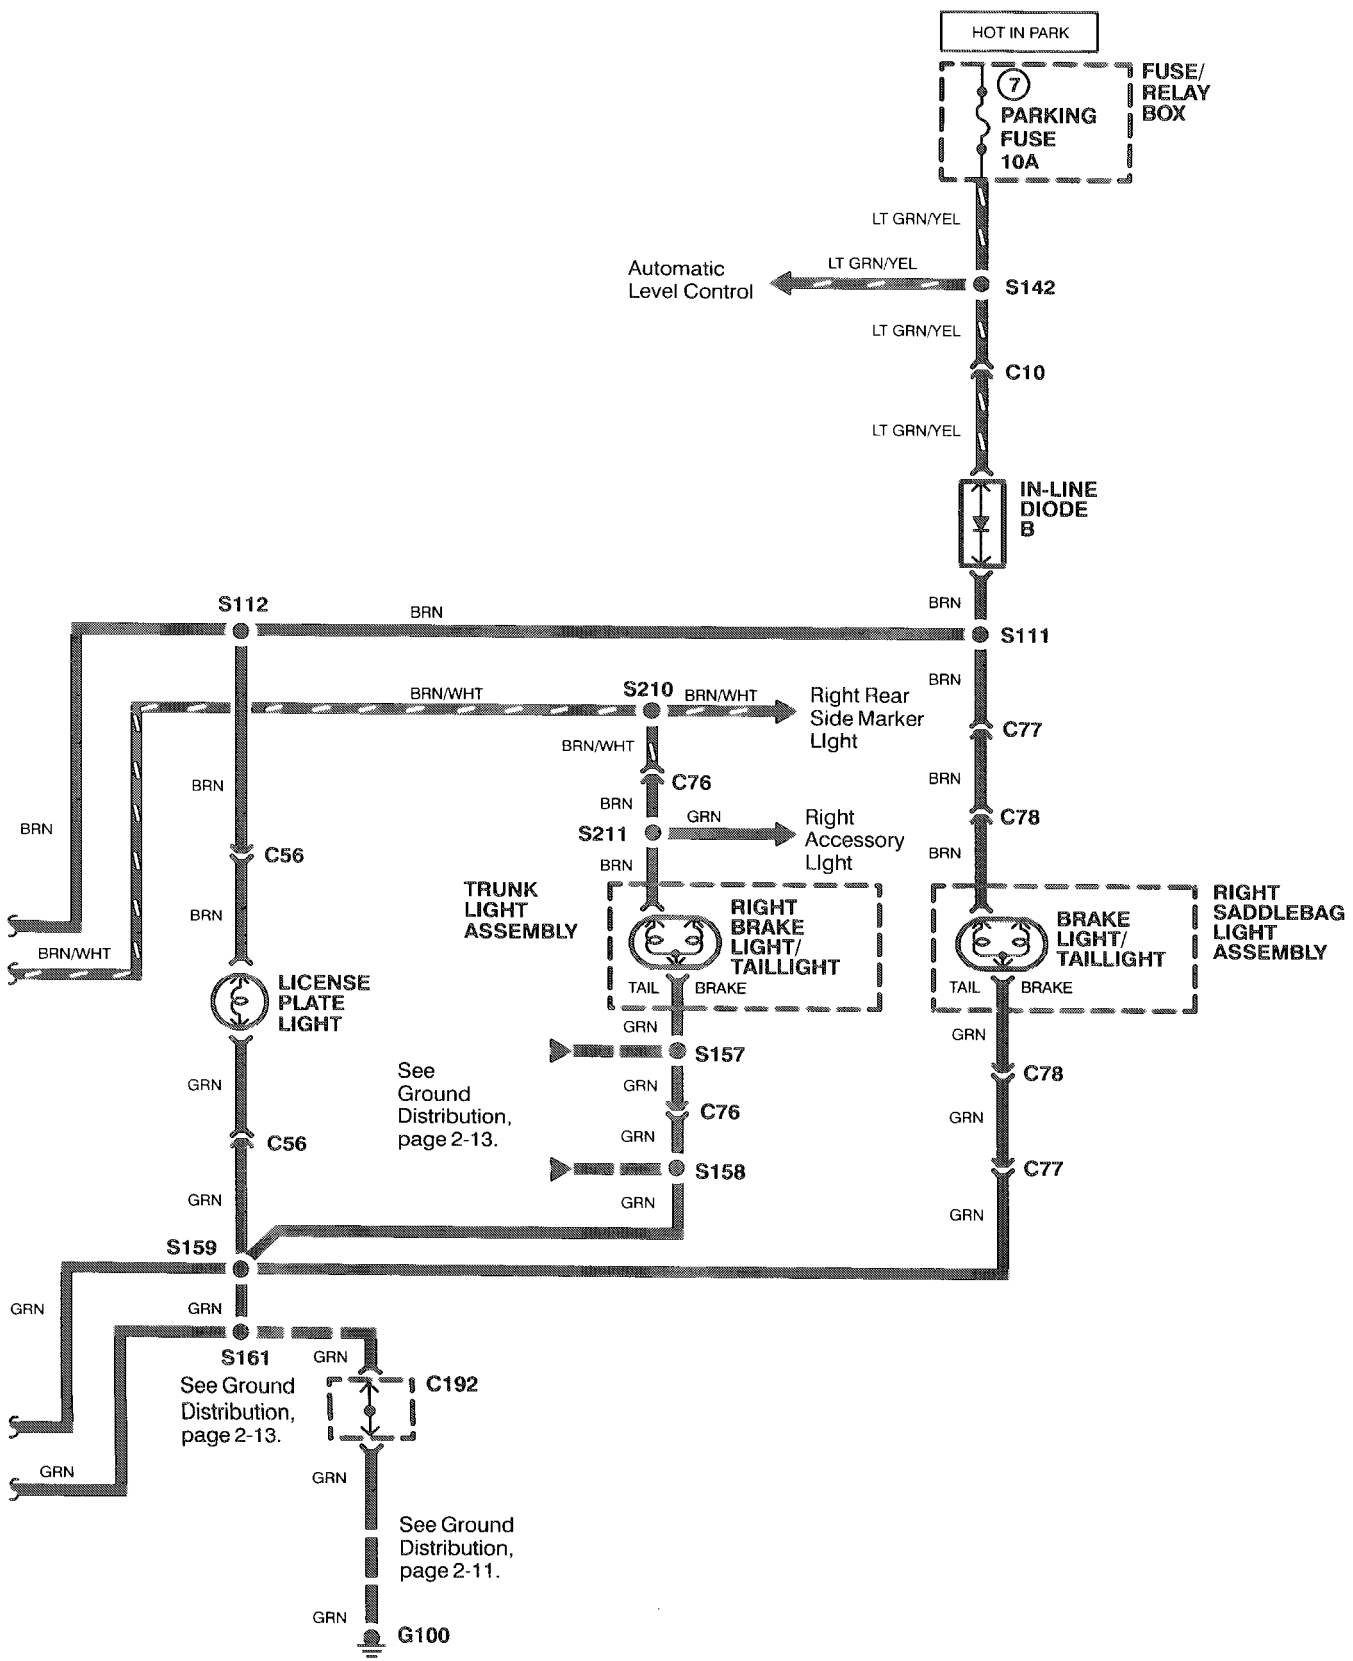 HOT IN PARK
7
PARKING
FUSE
10A
FUSE/
RELAY
BOX
LT GRN/YEL
Automatic
Level Control
LT GRN/YEL
S142
LT GRN/YEL
C10
LT GRN/YEL
IN-LINE
DIODE
B
S112
BRN
BRN
S111
BRN/WHT
S210
BRN/WHT
Right Rear
Side Marker
Light
BRN
C77
BRN/WHT
C76
BRN
BRN
BRN
BRN
S211
GRN
Right
Accessory
Light
C78
C56
BRN
BRN
BRN
TRUNK
LIGHT
ASSEMBLY
RIGHT
BRAKE
LIGHT/
TAILLIGHT
TAIL
BRAKE
BRAKE
LIGHT/
TAILLIGHT
TAIL
BRAKE
RIGHT
SADDLEBAG
LIGHT
ASSEMBLY
BRN/WHT
LICENSE
PLATE
LIGHT
GRN
S157
GRN
See
Ground
Distribution,
page 2-13.
GRN
GRN
C76
C78
GRN
C56
GRN
S158
GRN
C77
GRN
GRN
GRN
S159
GRN
GRN
S161
GRN
See Ground
Distribution,
page 2-13.
C192
GRN
GRN
See Ground
Distribution,
page 2-11.
GRN
G100